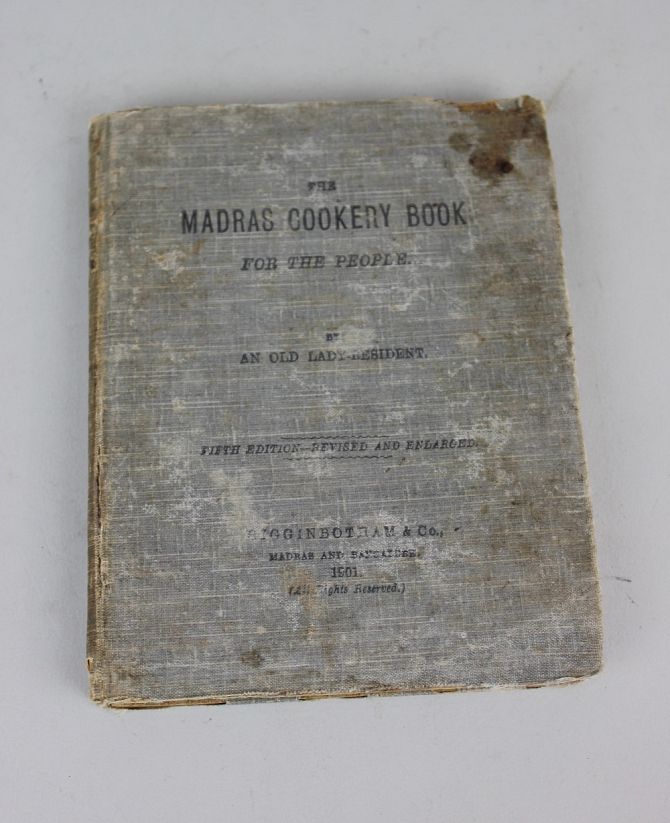 THE
MADRAS COOKERY BOOK
FOR THE PEOPLE.
BY
AN OLD LADY-RESIDENT.
FIFTH EDITION—REVISED AND ENLARGED.
HIGGINBOTHAM & Co.,
MADRAS AND BANGALORE.
1901.
(All Rights Reserved.)